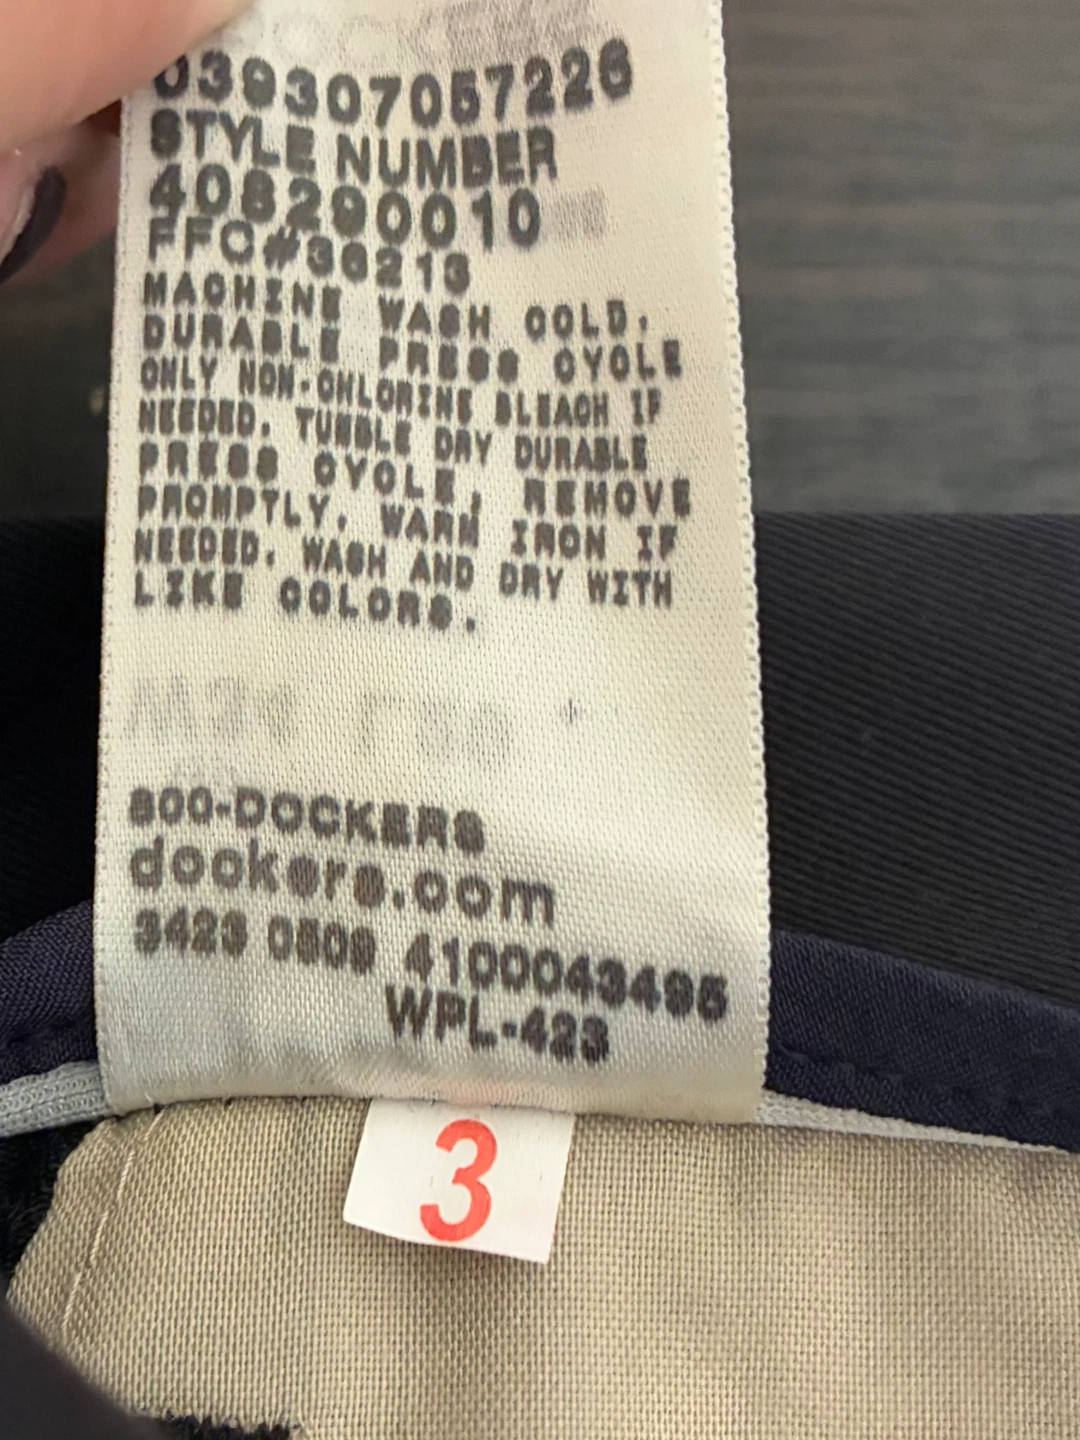 039307057226
STYLE NUMBER
408290010
FFC#36213
MACHINE WASH COLD,
DURABLE PRESS CYCLE
ONLY NON-CHLORINE BLEACH IF
NEEDED. TUMBLE DRY DURABLE
PRESS CYCLE, REMOVE
PROMPTLY. WARM IRON IF
NEEDED. WASH AND DRY WITH
LIKE COLORS.
800-DOCKERS
dockers.com
3423 0509 4100043495
WPL-423
3